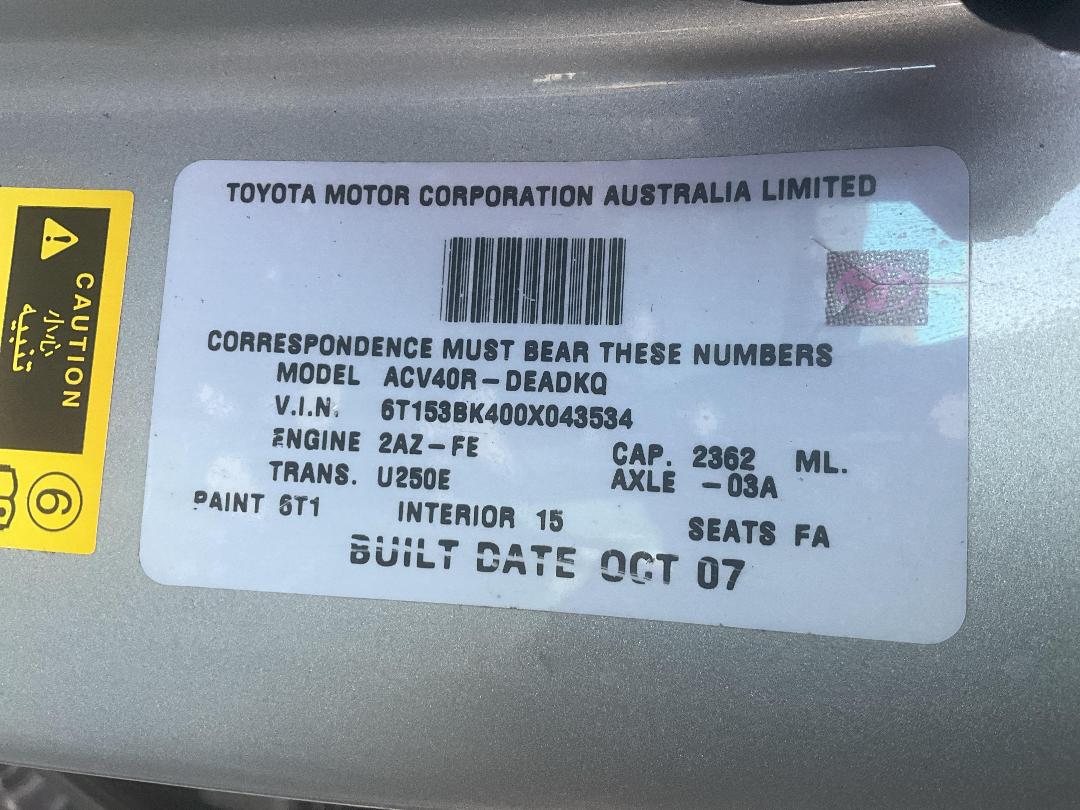 TOYOTA MOTOR CORPORATION AUSTRALIA LIMITED
CORRESPONDENCE MUST BEAR THESE NUMBERS
MODEL ACV40R-DEADKQ
V.I.N. 6T153BK400X043534
ENGINE 2AZ-FE CAP. 2362 ML.
TRANS. U250E AXLE -03A
PAINT 6T1 INTERIOR 15 SEATS FA
BUILT DATE OCT 07
CAUTION
تنبيه
6